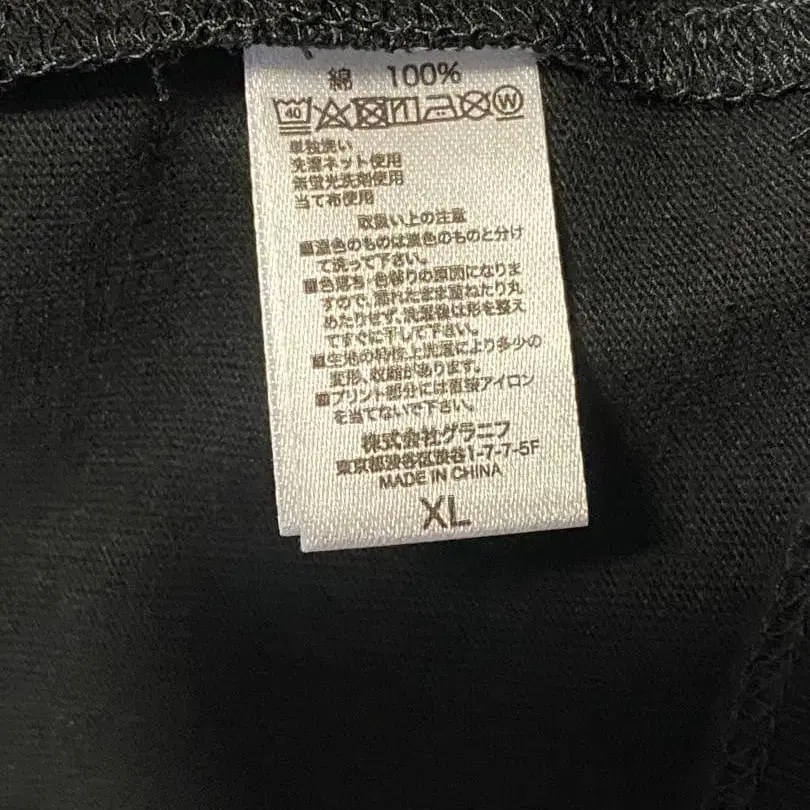 綿 100%
40
W
単独洗い
洗濯ネット使用
無蛍光洗剤使用
当て布使用
取扱い上の注意
■濃色のものは淡色のものと分け
て洗って下さい。
■色落ち・色移りの原因になりま
すので、濡れたまま重ねたり丸
めたりせず、洗濯後は形を整え
てすぐに干して下さい。
■生地の特性上洗濯により多少の
変形、収縮があります。
■プリント部分には直接アイロン
を当てないで下さい。
株式会社グラニフ
東京都渋谷区渋谷1-7-7-5F
MADE IN CHINA
XL